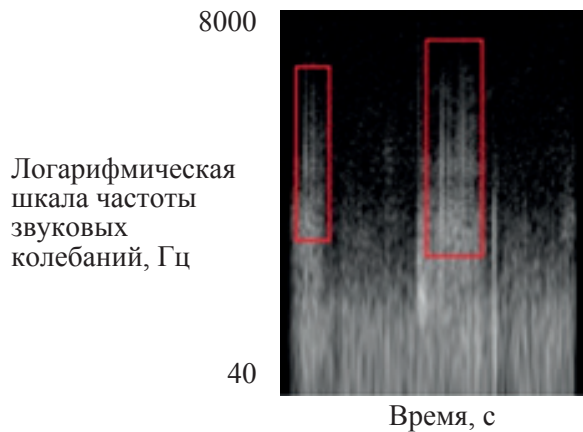 8000
Логарифмическая
шкала частоты
звуковых
колебаний, Гц
40
Время, с